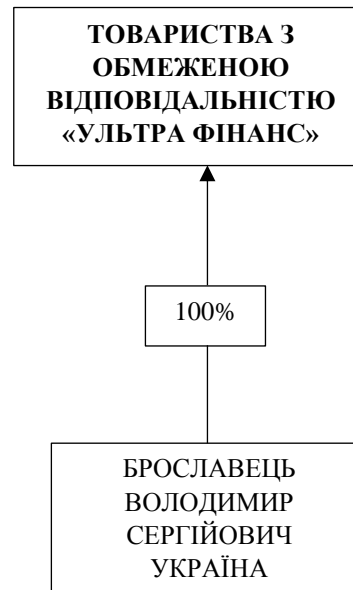 ТОВАРИСТВА З
ОБМЕЖЕНОЮ
ВІДПОВІДАЛЬНІСТЮ
«УЛЬТРА ФІНАНС»
100%
БРОСЛАВЕЦЬ
ВОЛОДИМИР
СЕРГІЙОВИЧ
УКРАЇНА